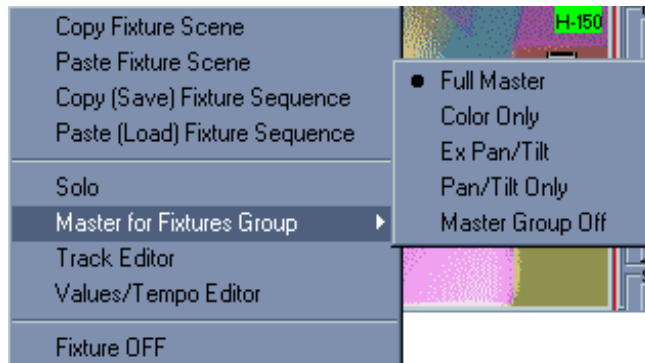 Copy Fixture Scene
Paste Fixture Scene
Copy (Save) Fixture Sequence
Paste (Load) Fixture Sequence
Solo
Master for Fixtures Group
Track Editor
Values/Tempo Editor
Fixture OFF
H-150
Full Master
Color Only
Ex Pan/Tilt
Pan/Tilt Only
Master Group Off